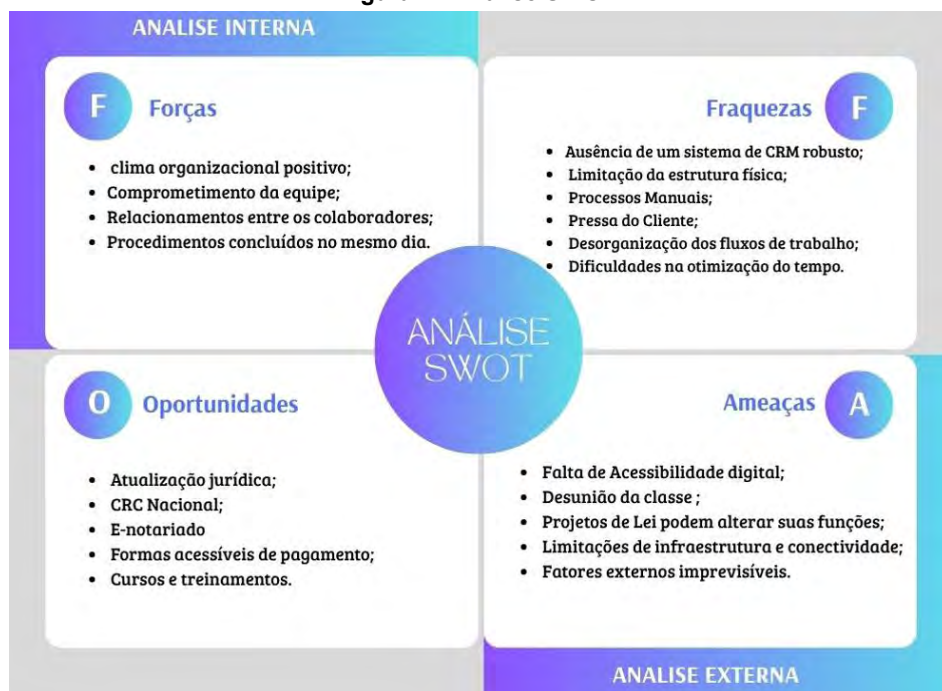 ANALISE INTERNA
F
Forças
• clima organizacional positivo;
• Comprometimento da equipe;
• Relacionamentos entre os colaboradores;
• Procedimentos concluídos no mesmo dia.
Fraquezas
F
• Ausência de um sistema de CRM robusto;
• Limitação da estrutura física;
• Processos Manuais;
• Pressa do Cliente;
• Desorganização dos fluxos de trabalho;
• Dificuldades na otimização do tempo.
ANÁLISE
SWOT
O
Oportunidades
• Atualização jurídica;
• CRC Nacional;
• E-notariado
• Formas acessíveis de pagamento;
• Cursos e treinamentos.
Ameaças
A
• Falta de Acessibilidade digital;
• Desunião da classe ;
• Projetos de Lei podem alterar suas funções;
• Limitações de infraestrutura e conectividade;
• Fatores externos imprevisíveis.
ANALISE EXTERNA